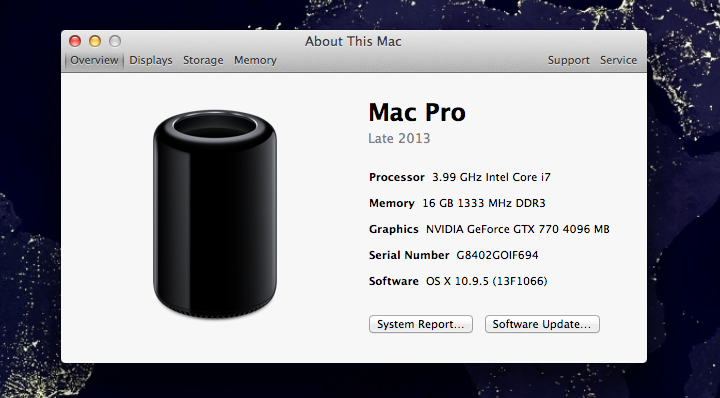 About This Mac
Overview Displays Storage Memory Support Service
Mac Pro
Late 2013
Processor 3.99 GHz Intel Core i7
Memory 16 GB 1333 MHz DDR3
Graphics NVIDIA GeForce GTX 770 4096 MB
Serial Number G8402GOIF694
Software OS X 10.9.5 (13F1066)
System Report... Software Update...